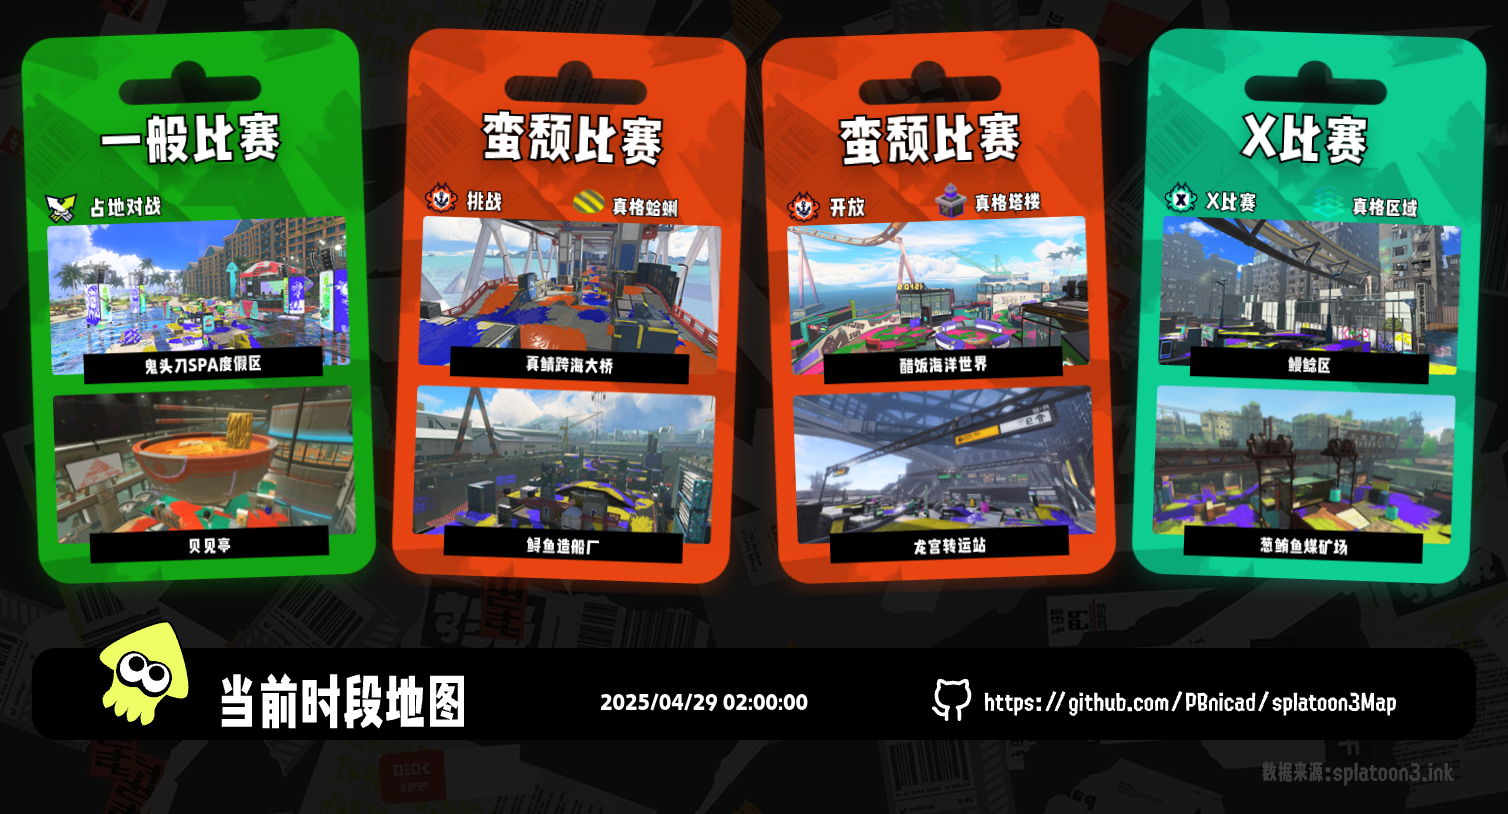 一般比赛
占地对战
鬼头刀SPA度假区
贝见亭
蛮颓比赛
挑战
真格蛤蜊
真鲭跨海大桥
鲟鱼造船厂
蛮颓比赛
开放
真格塔楼
醋饭海洋世界
龙宫转运站
X比赛
X比赛
真格区域
鳗鲶区
葱鲔鱼煤矿场
当前时段地图
2025/04/29 02:00:00
https://github.com/PBnicad/splatoon3Map
数据来源:splatoon3.ink